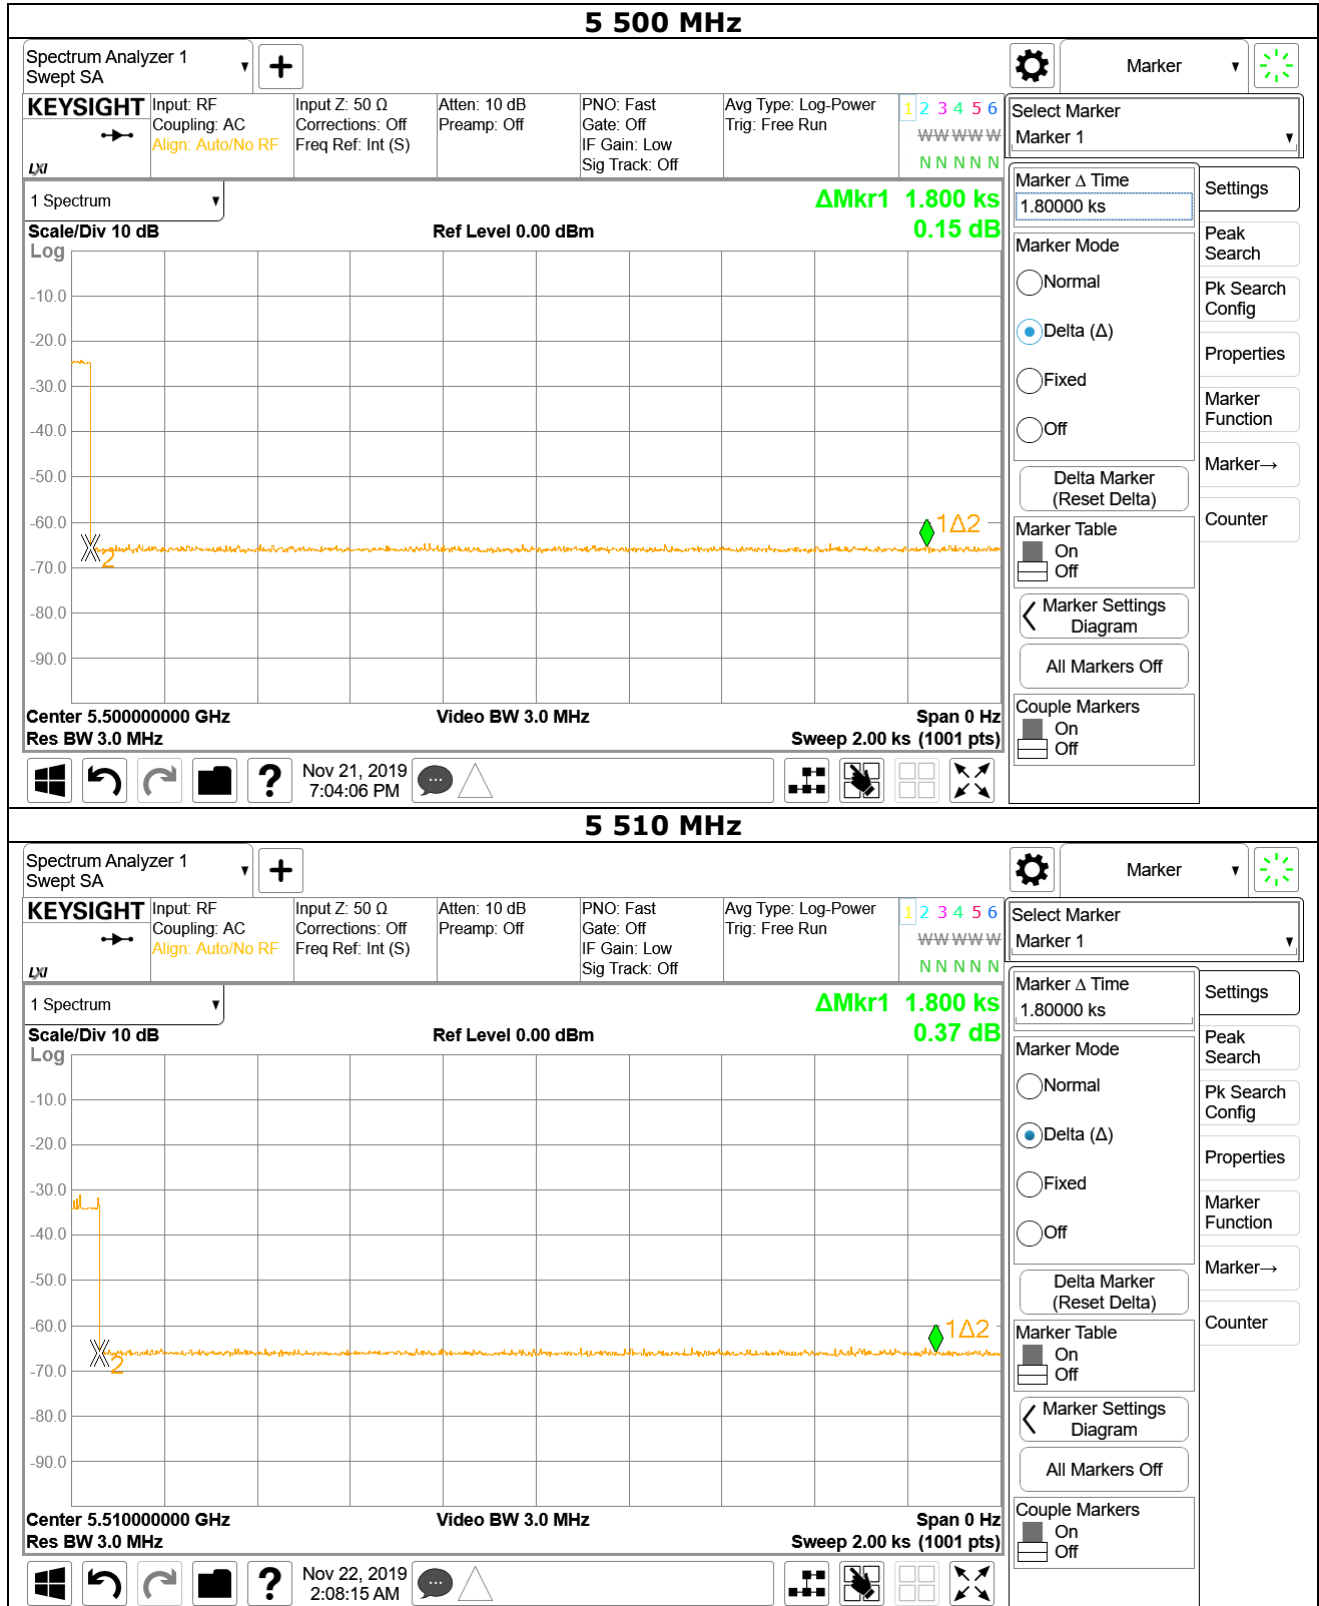 5 500 MHz
Spectrum Analyzer 1
Swept SA
Marker
KEYSIGHT
LXI
Input: RF
Coupling: AC
Align: Auto/No RF
Input Z: 50 Ω
Corrections: Off
Freq Ref: Int (S)
Atten: 10 dB
Preamp: Off
PNO: Fast
Gate: Off
IF Gain: Low
Sig Track: Off
Avg Type: Log-Power
Trig: Free Run
1 2 3 4 5 6
W W W W W
N N N N N
Select Marker
Marker 1
1 Spectrum
ΔMkr1 1.800 ks
0.15 dB
Scale/Div 10 dB
Ref Level 0.00 dBm
Log
-10.0
-20.0
-30.0
-40.0
-50.0
-60.0
-70.0
-80.0
-90.0
2
1Δ2
Center 5.500000000 GHz
Video BW 3.0 MHz
Span 0 Hz
Res BW 3.0 MHz
Sweep 2.00 ks (1001 pts)
Marker Δ Time
1.80000 ks
Marker Mode
Normal
Delta (Δ)
Fixed
Off
Delta Marker
(Reset Delta)
Marker Table
On
Off
Marker Settings
Diagram
All Markers Off
Couple Markers
On
Off
Settings
Peak
Search
Pk Search
Config
Properties
Marker
Function
Marker→
Counter
?
Nov 21, 2019
7:04:06 PM
5 510 MHz
Spectrum Analyzer 1
Swept SA
Marker
KEYSIGHT
LXI
Input: RF
Coupling: AC
Align: Auto/No RF
Input Z: 50 Ω
Corrections: Off
Freq Ref: Int (S)
Atten: 10 dB
Preamp: Off
PNO: Fast
Gate: Off
IF Gain: Low
Sig Track: Off
Avg Type: Log-Power
Trig: Free Run
1 2 3 4 5 6
W W W W W
N N N N N
Select Marker
Marker 1
1 Spectrum
ΔMkr1 1.800 ks
0.37 dB
Scale/Div 10 dB
Ref Level 0.00 dBm
Log
-10.0
-20.0
-30.0
-40.0
-50.0
-60.0
-70.0
-80.0
-90.0
2
1Δ2
Center 5.510000000 GHz
Video BW 3.0 MHz
Span 0 Hz
Res BW 3.0 MHz
Sweep 2.00 ks (1001 pts)
Marker Δ Time
1.80000 ks
Marker Mode
Normal
Delta (Δ)
Fixed
Off
Delta Marker
(Reset Delta)
Marker Table
On
Off
Marker Settings
Diagram
All Markers Off
Couple Markers
On
Off
Settings
Peak
Search
Pk Search
Config
Properties
Marker
Function
Marker→
Counter
?
Nov 22, 2019
2:08:15 AM